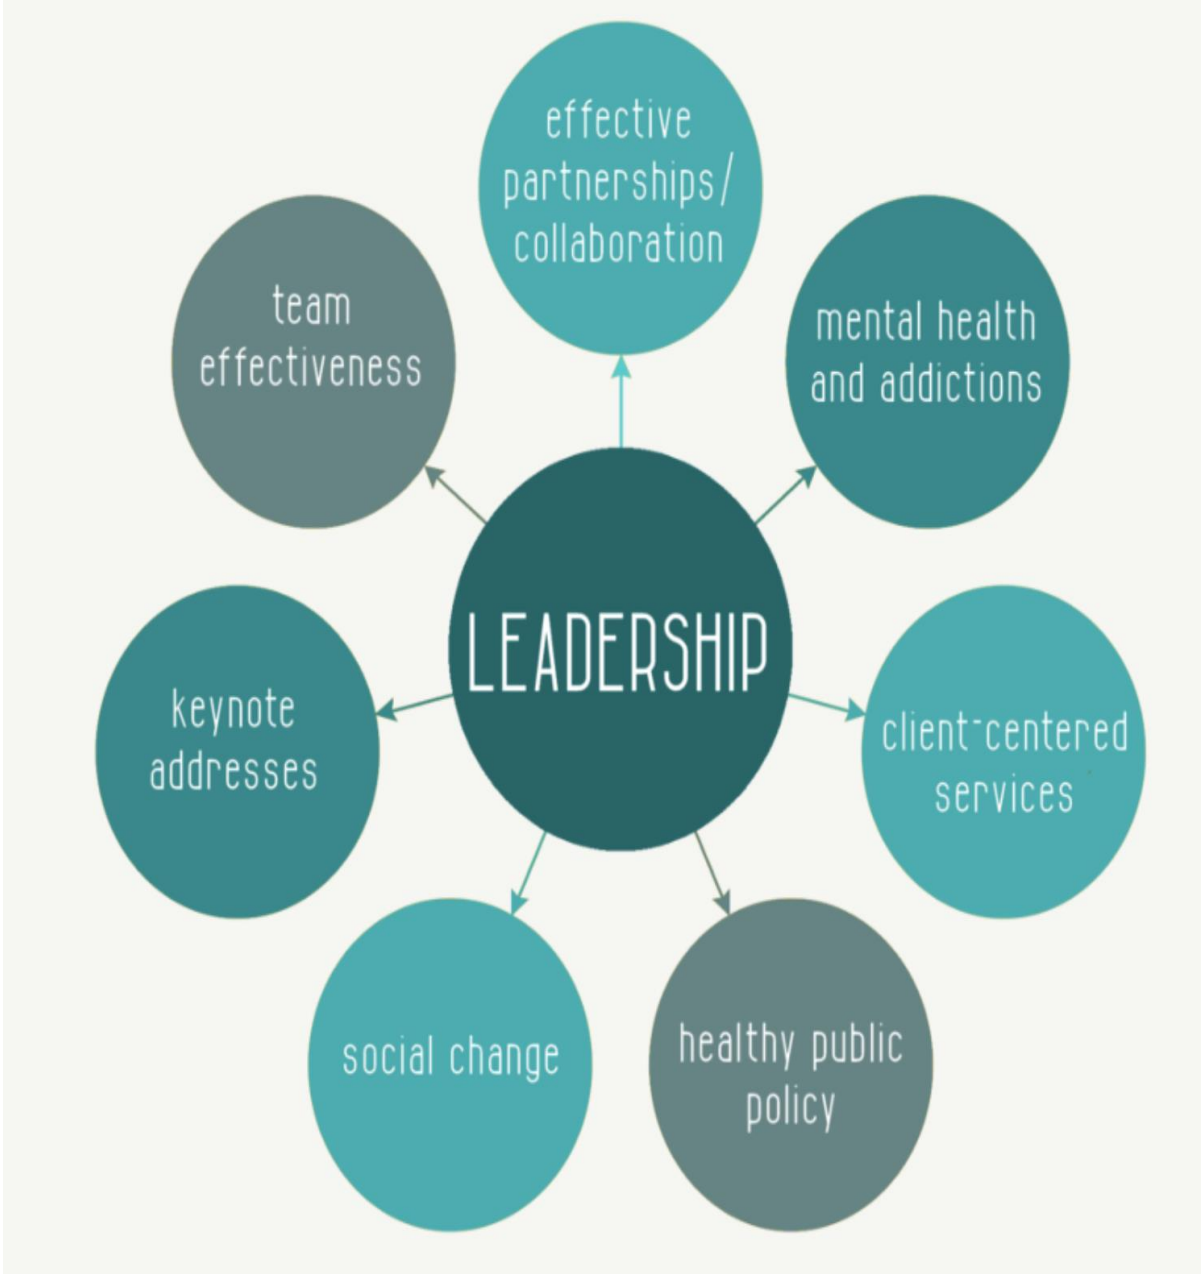 effective
partnerships/
collaboration
team
effectiveness
mental health
and addictions
LEADERSHIP
keynote
addresses
client-centered
services
social change
healthy public
policy